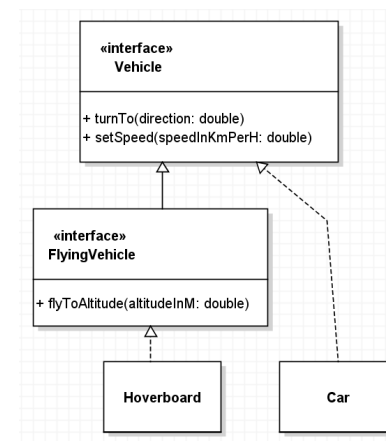 «interface»
Vehicle
+ turnTo(direction: double)
+ setSpeed(speedInKmPerH: double)
«interface»
FlyingVehicle
+ flyToAltitude(altitudeInM: double)
Hoverboard
Car